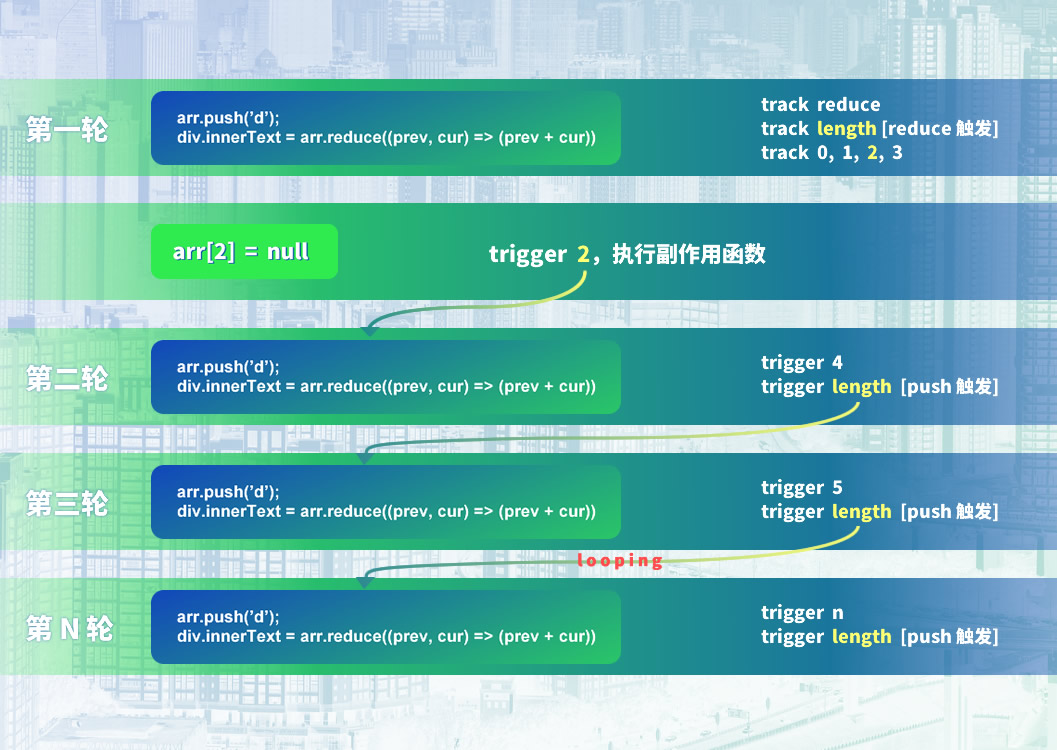 第一轮
arr.push(’d’);
div.innerText = arr.reduce((prev, cur) => (prev + cur))
track reduce
track length [reduce 触发]
track 0, 1, 2, 3
arr[2] = null
trigger 2，执行副作用函数
第二轮
arr.push(’d’);
div.innerText = arr.reduce((prev, cur) => (prev + cur))
trigger 4
trigger length [push 触发]
第三轮
arr.push(’d’);
div.innerText = arr.reduce((prev, cur) => (prev + cur))
trigger 5
trigger length [push 触发]
looping
第 N 轮
arr.push(’d’);
div.innerText = arr.reduce((prev, cur) => (prev + cur))
trigger n
trigger length [push 触发]